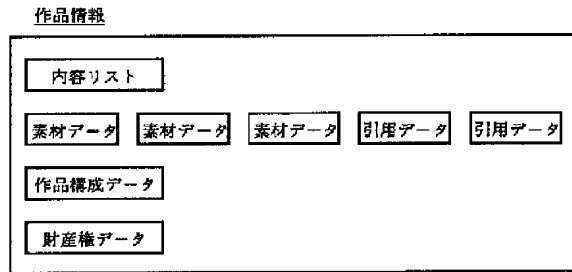 作品情報
内容リスト
素材データ 素材データ 素材データ 引用データ 引用データ
作品構成データ
財産権データ